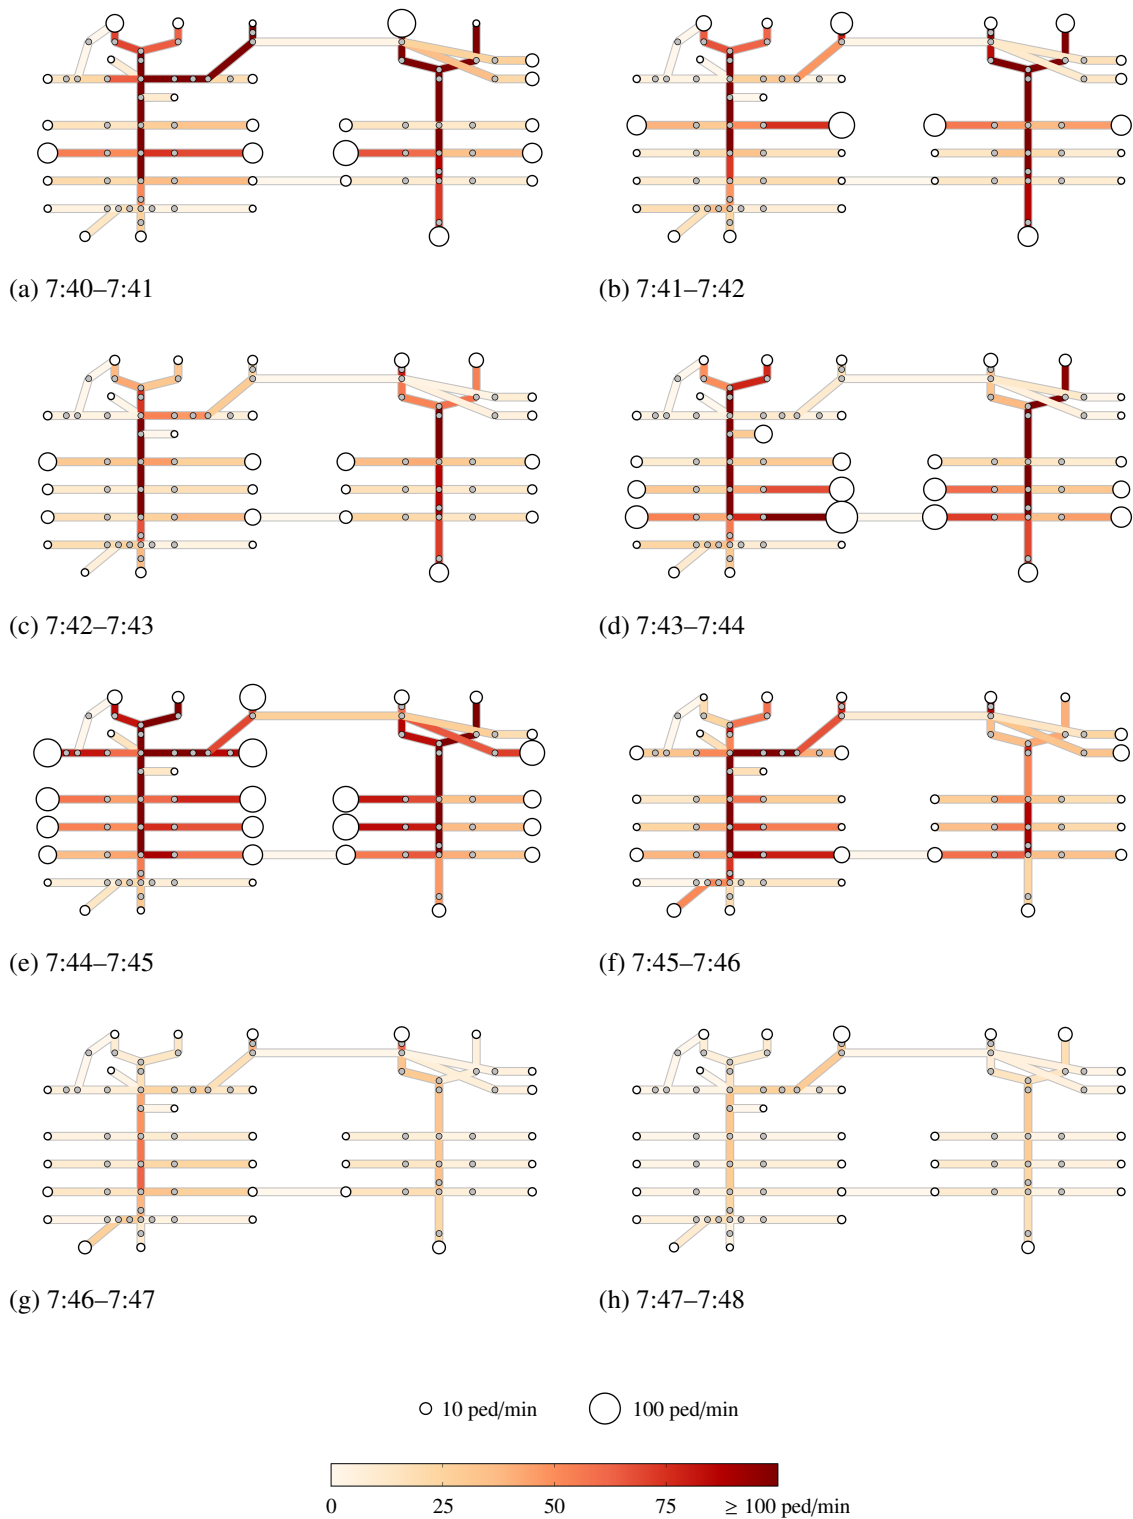 (a) 7:40–7:41
(b) 7:41–7:42
(c) 7:42–7:43
(d) 7:43–7:44
(e) 7:44–7:45
(f) 7:45–7:46
(g) 7:46–7:47
(h) 7:47–7:48
10 ped/min 100 ped/min
0 25 50 75 ≥ 100 ped/min